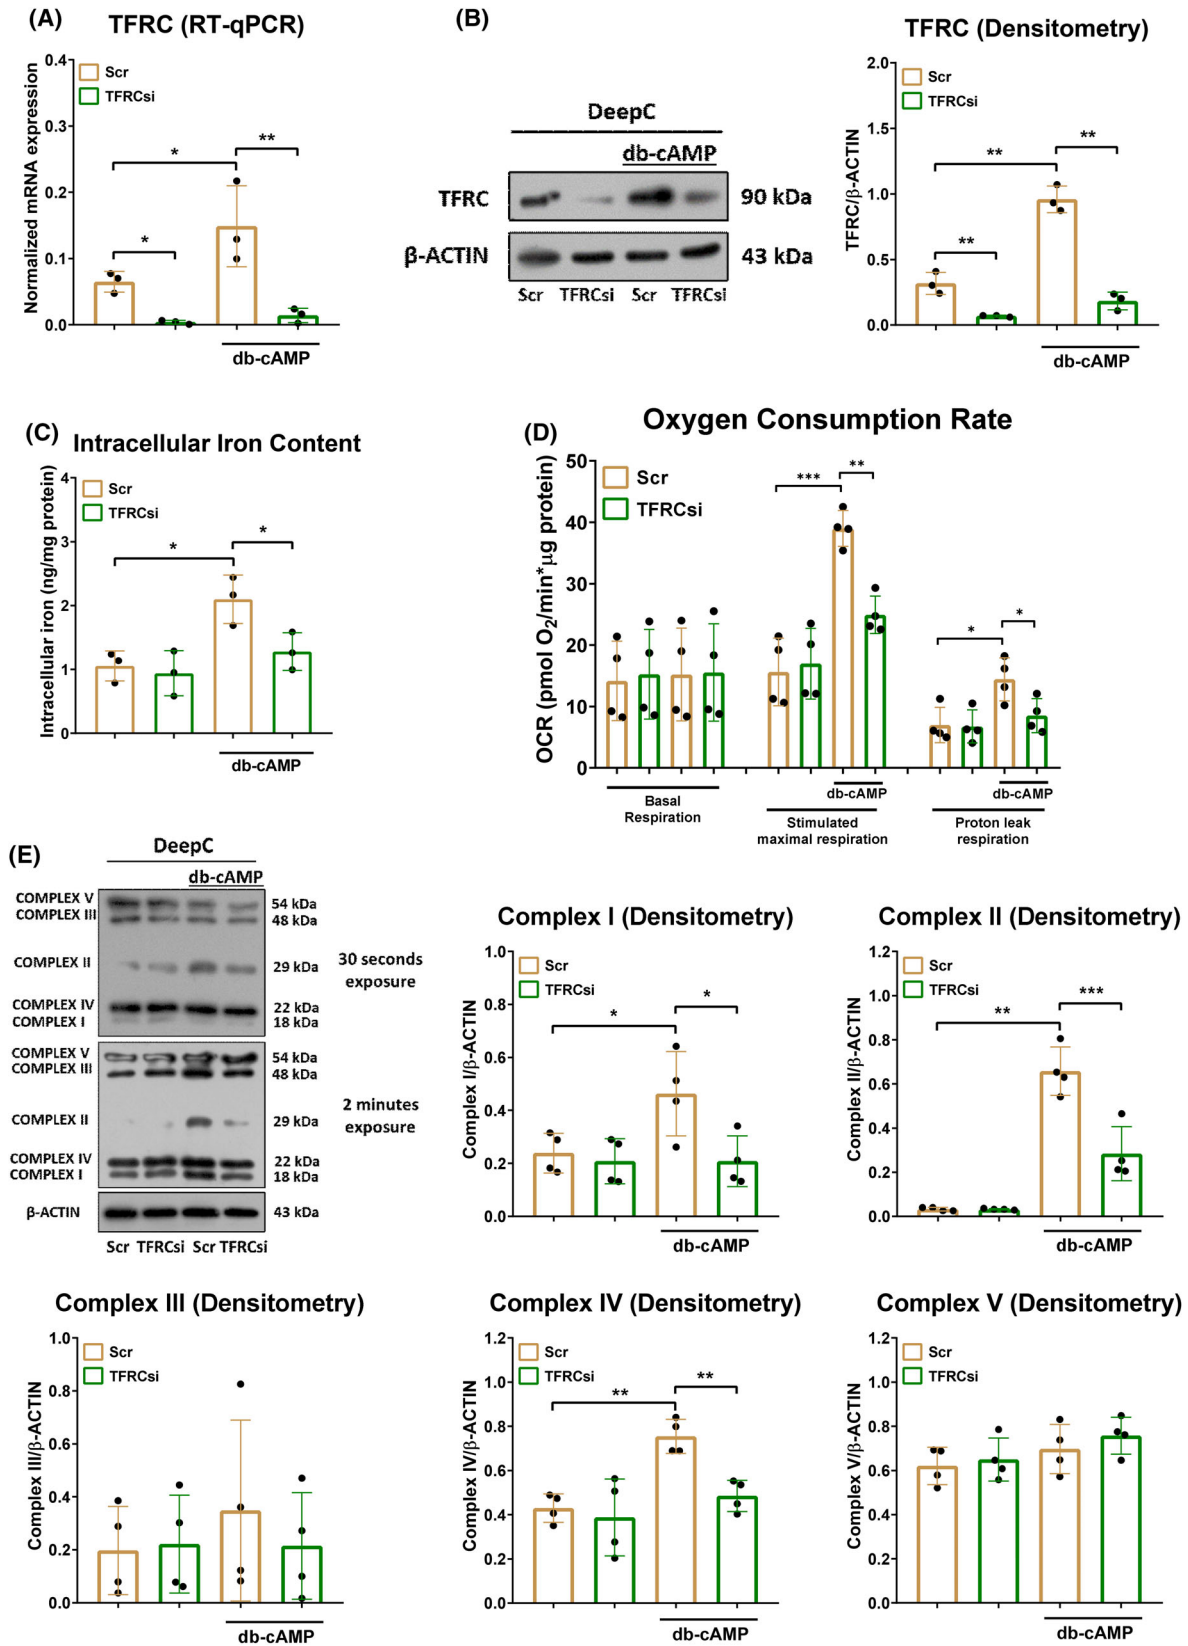 (A)
TFRC (RT-qPCR)
Normalized mRNA expression
0.4
0.3
0.2
0.1
0.0
Scr
TFRCsi
*
*
**
db-cAMP
(B)
DeepC
db-cAMP
TFRC
90 kDa
β-ACTIN
43 kDa
Scr TFRCsi Scr TFRCsi
TFRC (Densitometry)
TFRC/β-ACTIN
2.0
1.5
1.0
0.5
0.0
Scr
TFRCsi
**
**
**
db-cAMP
(C)
Intracellular Iron Content
Intracellular iron (ng/mg protein)
4
3
2
1
0
Scr
TFRCsi
*
*
db-cAMP
(D)
Oxygen Consumption Rate
OCR (pmol O₂/min*µg protein)
50
40
30
20
10
0
Scr
TFRCsi
***
**
*
*
db-cAMP
db-cAMP
Basal
Respiration
Stimulated
maximal respiration
Proton leak
respiration
(E)
DeepC
db-cAMP
COMPLEX V
54 kDa
COMPLEX III
48 kDa
COMPLEX II
29 kDa
COMPLEX IV
22 kDa
COMPLEX I
18 kDa
30 seconds
exposure
COMPLEX V
54 kDa
COMPLEX III
48 kDa
COMPLEX II
29 kDa
COMPLEX IV
22 kDa
COMPLEX I
18 kDa
2 minutes
exposure
β-ACTIN
43 kDa
Scr TFRCsi Scr TFRCsi
Complex I (Densitometry)
Complex I/β-ACTIN
1.0
0.8
0.6
0.4
0.2
0.0
Scr
TFRCsi
*
*
db-cAMP
Complex II (Densitometry)
Complex II/β-ACTIN
1.2
1.0
0.8
0.6
0.4
0.2
0.0
Scr
TFRCsi
**
***
db-cAMP
Complex III (Densitometry)
Complex III/β-ACTIN
1.0
0.8
0.6
0.4
0.2
0.0
Scr
TFRCsi
db-cAMP
Complex IV (Densitometry)
Complex IV/β-ACTIN
1.2
1.0
0.8
0.6
0.4
0.2
0.0
Scr
TFRCsi
**
**
db-cAMP
Complex V (Densitometry)
Complex V/β-ACTIN
1.2
1.0
0.8
0.6
0.4
0.2
0.0
Scr
TFRCsi
db-cAMP